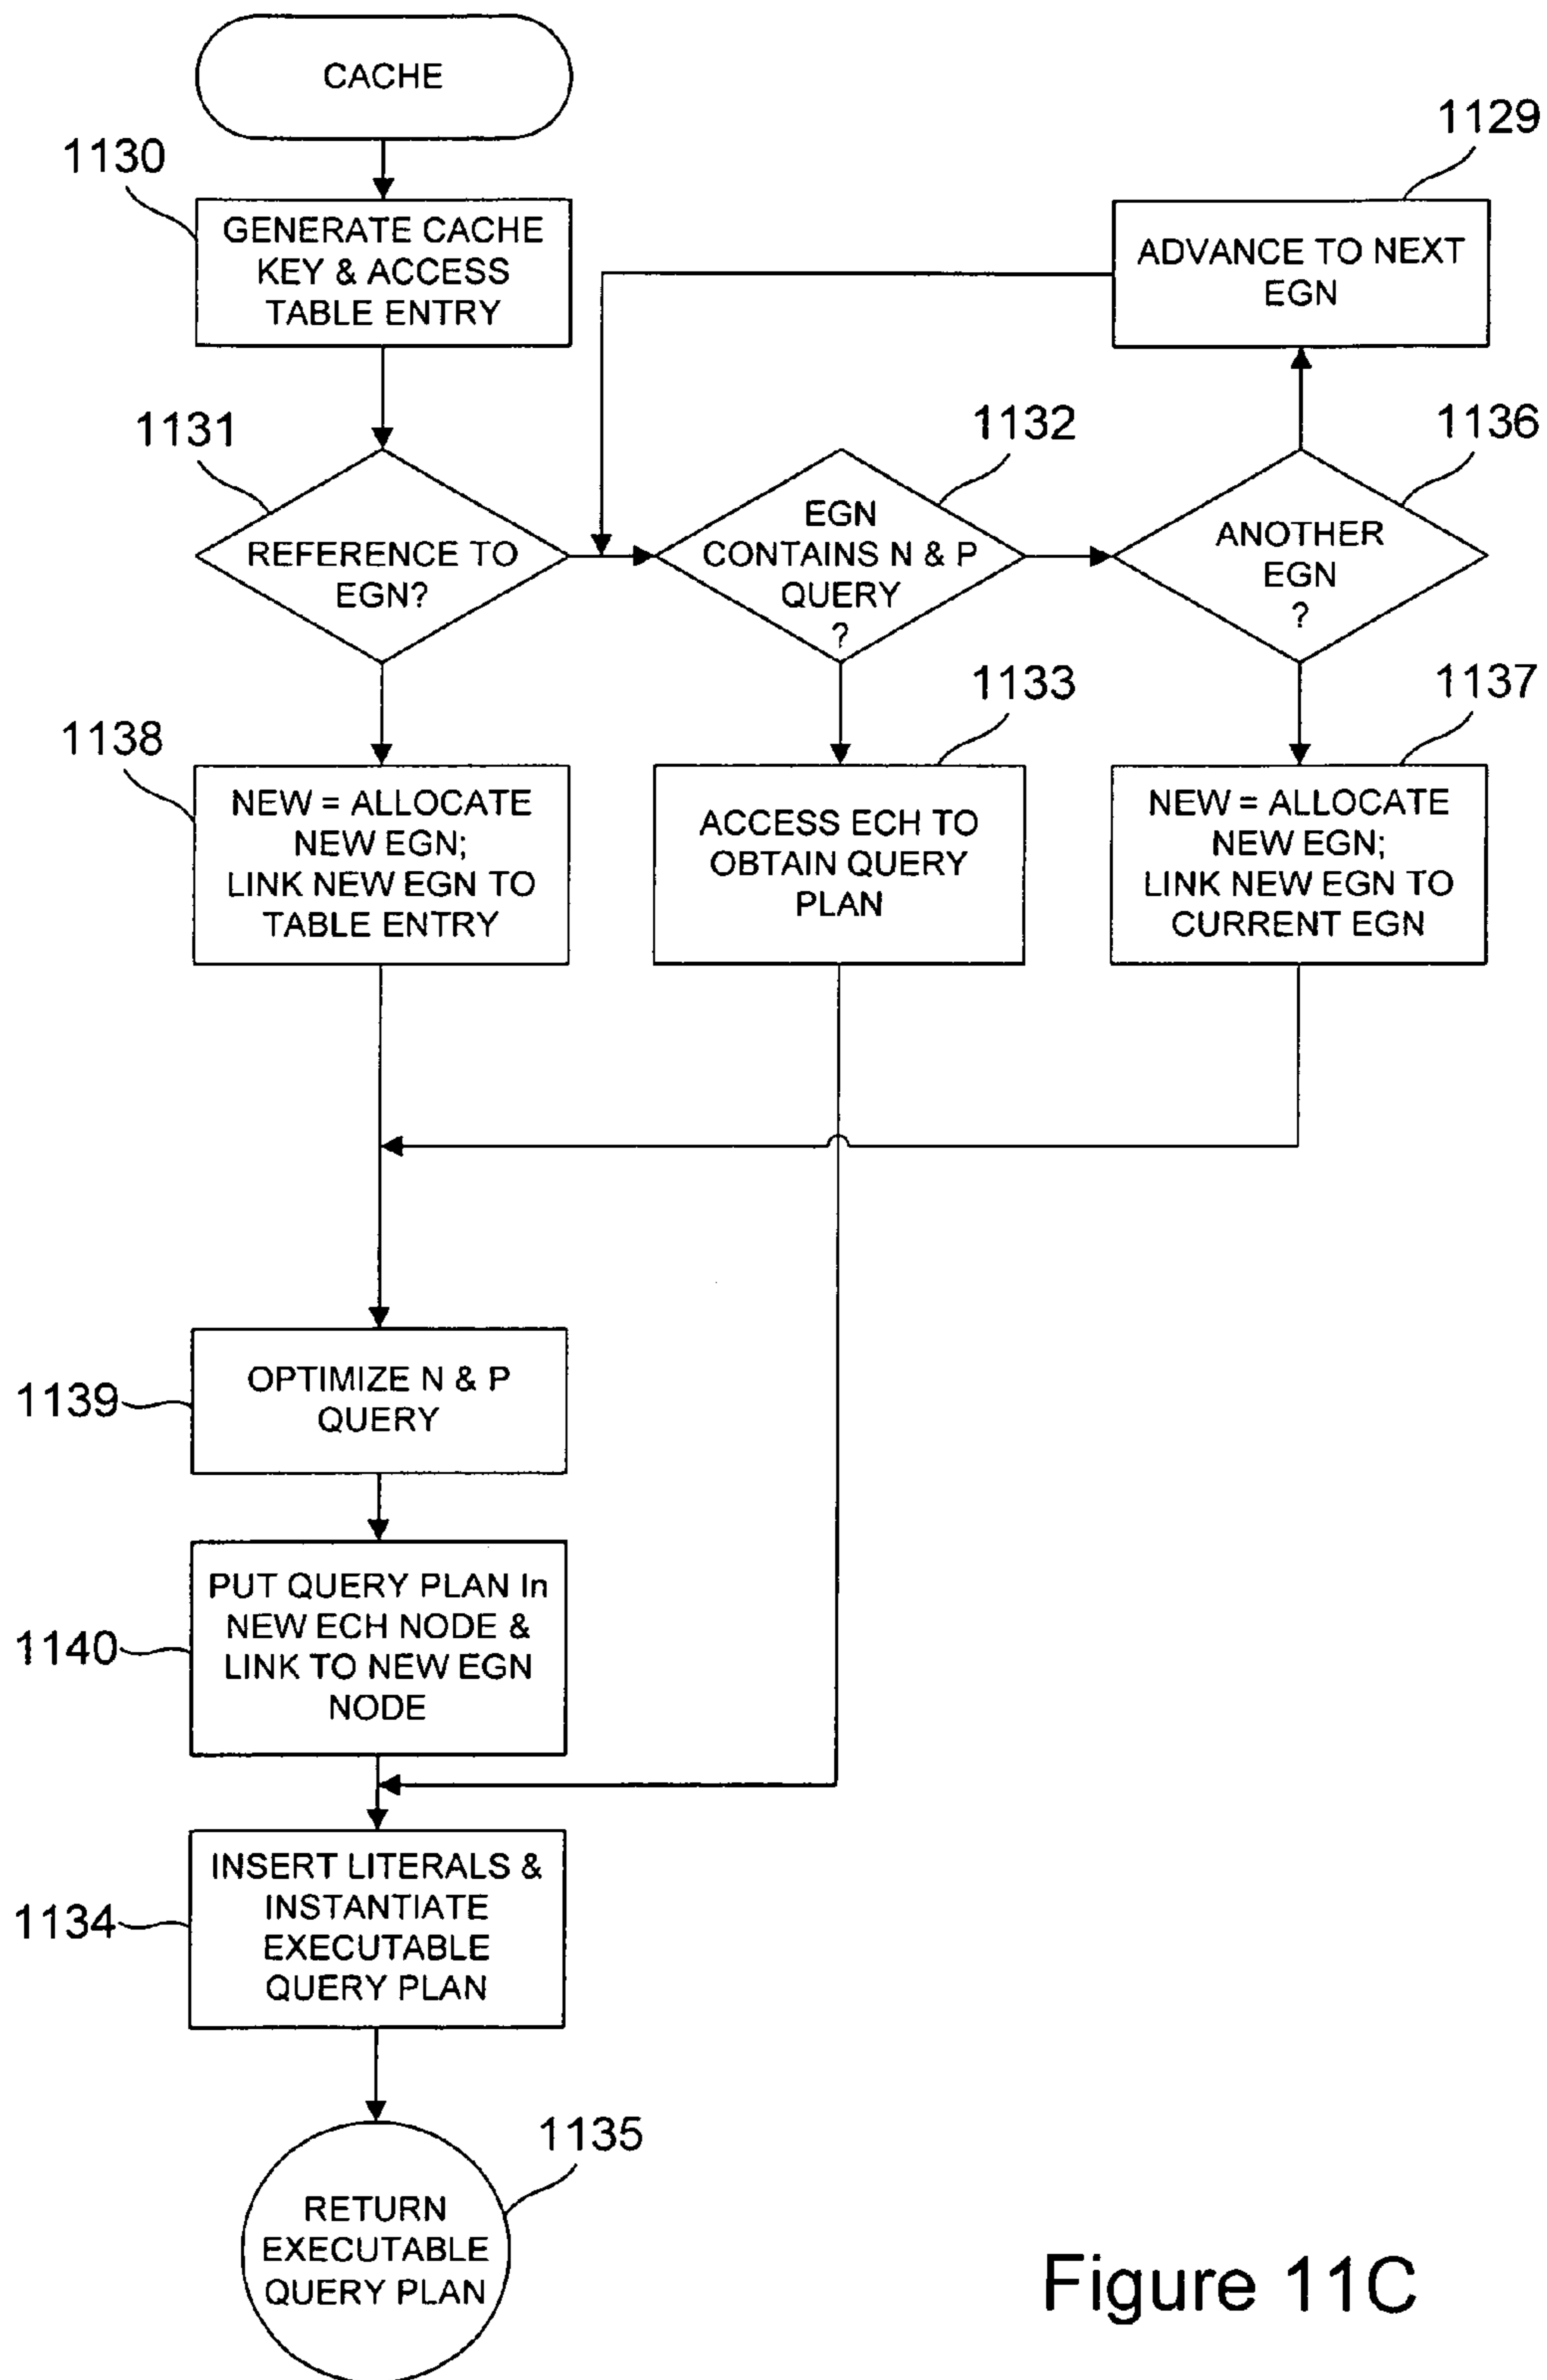 CACHE
1130
GENERATE CACHE
KEY & ACCESS
TABLE ENTRY
1129
ADVANCE TO NEXT
EGN
1131
REFERENCE TO
EGN?
1132
EGN
CONTAINS N & P
QUERY
?
1136
ANOTHER
EGN
?
1138
NEW = ALLOCATE
NEW EGN;
LINK NEW EGN TO
TABLE ENTRY
1133
ACCESS ECH TO
OBTAIN QUERY
PLAN
1137
NEW = ALLOCATE
NEW EGN;
LINK NEW EGN TO
CURRENT EGN
1139
OPTIMIZE N & P
QUERY
1140
PUT QUERY PLAN In
NEW ECH NODE &
LINK TO NEW EGN
NODE
1134
INSERT LITERALS &
INSTANTIATE
EXECUTABLE
QUERY PLAN
1135
RETURN
EXECUTABLE
QUERY PLAN
Figure 11C